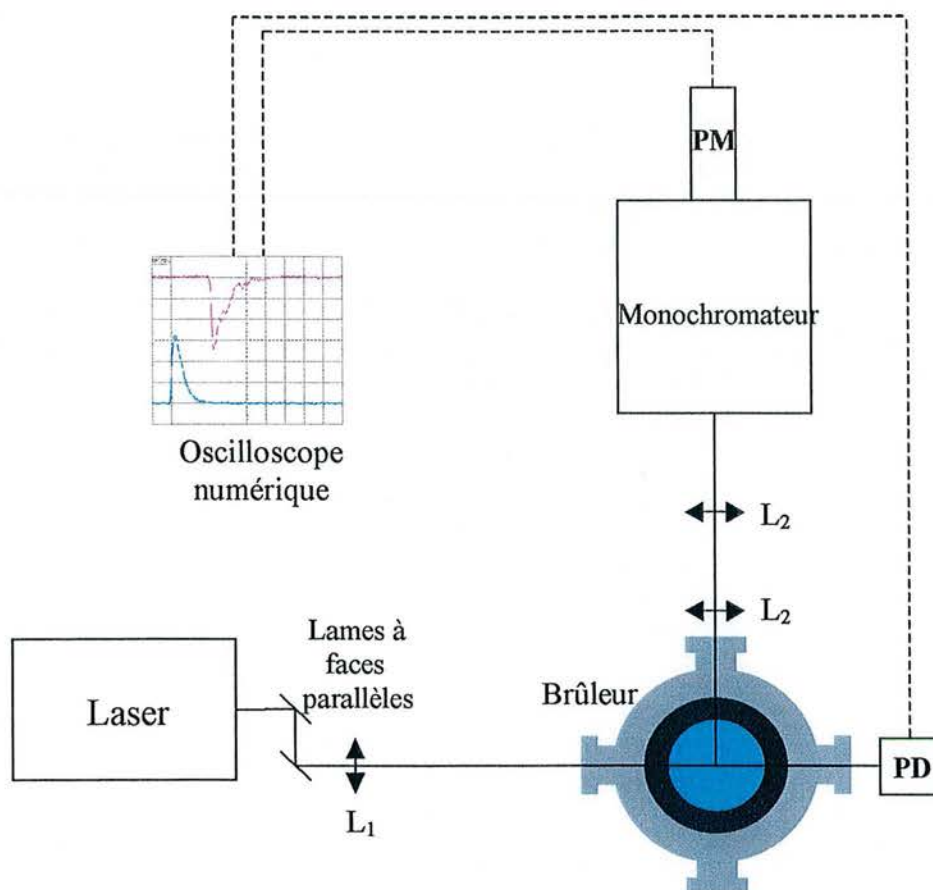 PM
Monochromateur
Oscilloscope
numérique
L2
L2
Lames à
faces
parallèles
Laser
Brûleur
L1
PD